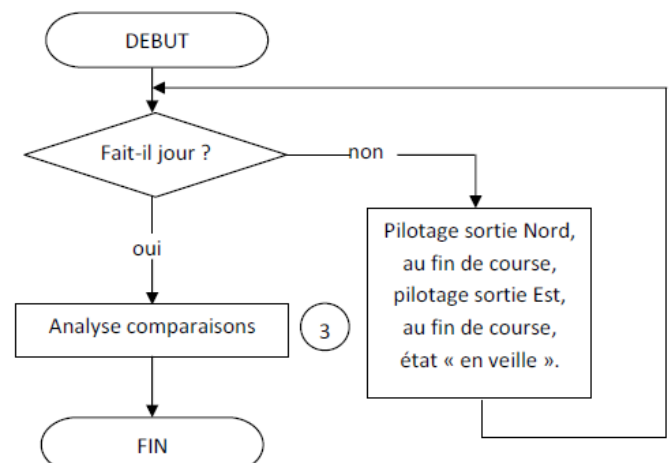 DEBUT
Fait-il jour ?
non
oui
Pilotage sortie Nord,
au fin de course,
pilotage sortie Est,
au fin de course,
état « en veille ».
Analyse comparaisons
3
FIN